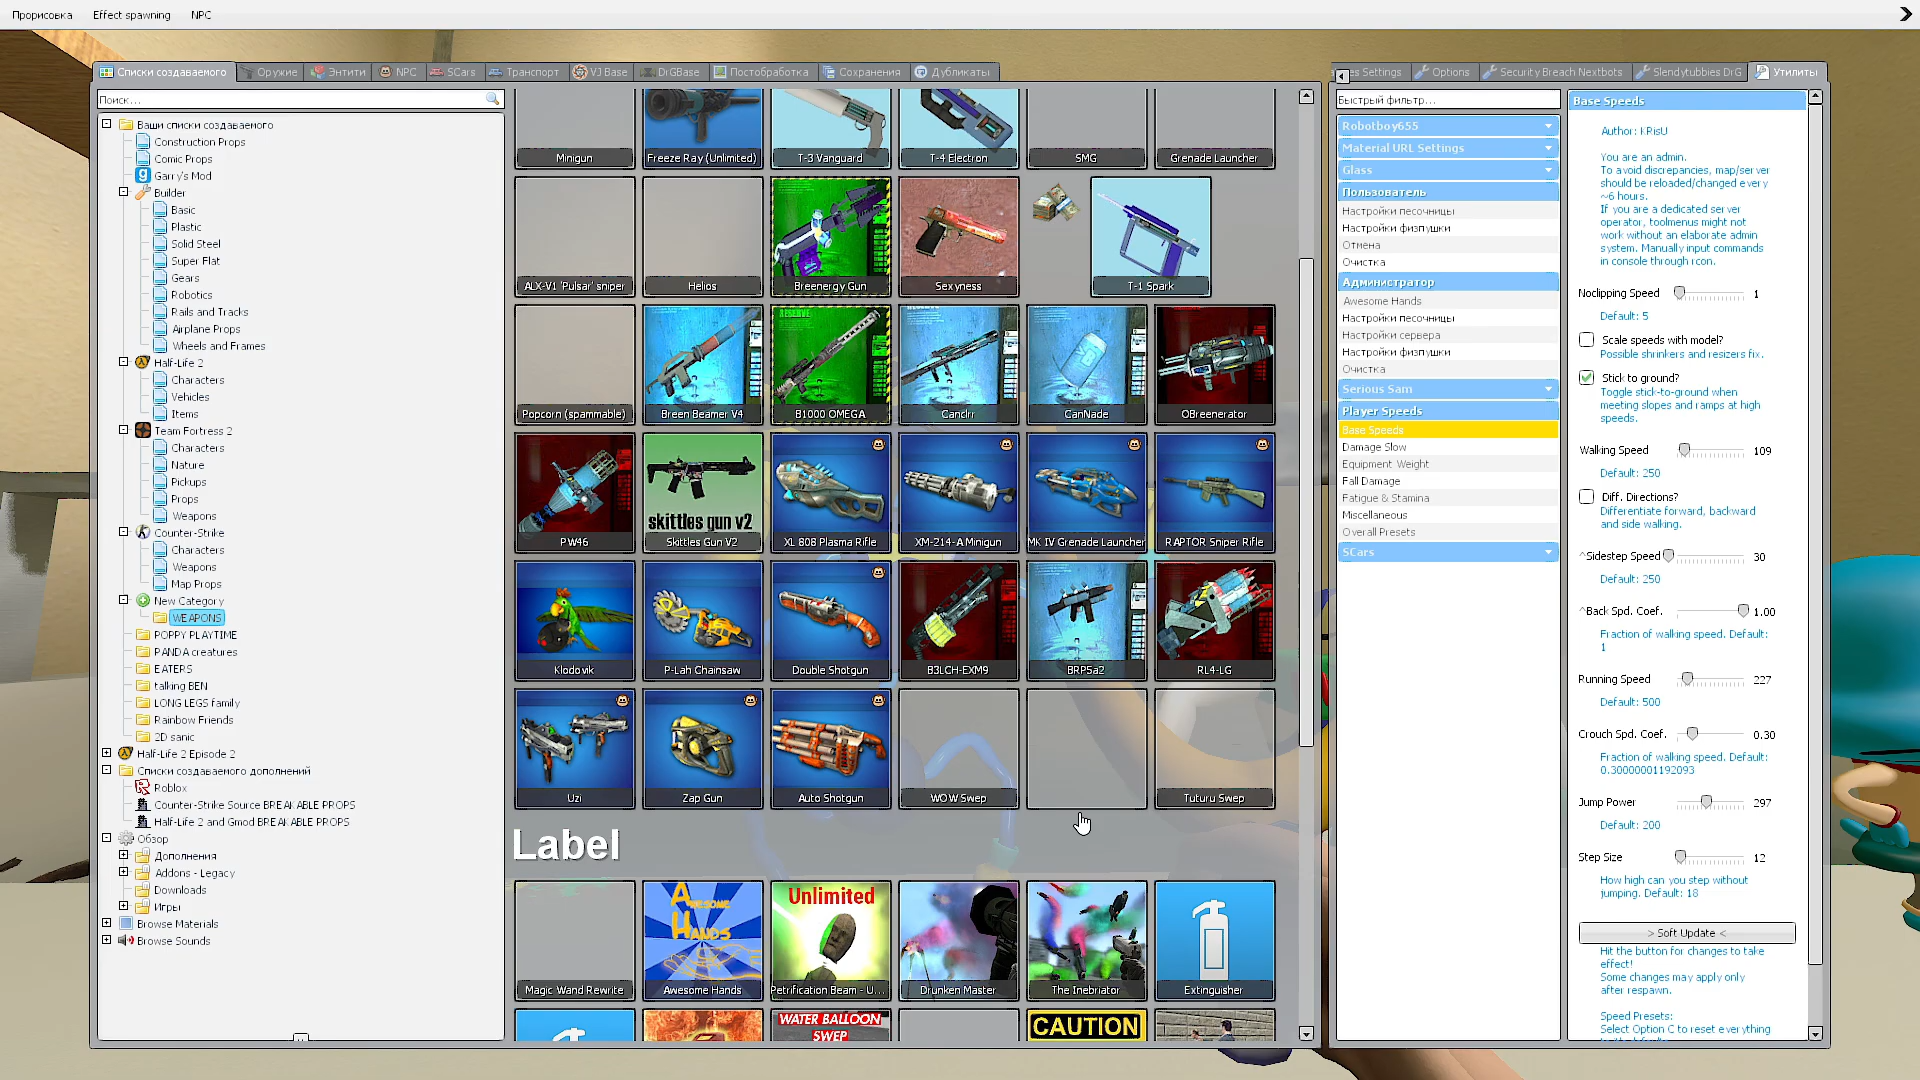 Прорисовка Effect spawning NPC
Списки создаваемого Оружие Энтити NPC SCars Транспорт VJ Base DrGBase Постобработка Сохранения Дубликаты
es Settings Options Security Breach Nextbots Slendytubbies DrG Утилиты
Поиск...
Ваши списки создаваемого
Construction Props
Comic Props
Garry's Mod
Builder
Basic
Plastic
Solid Steel
Super Flat
Gears
Robotics
Rails and Tracks
Airplane Props
Wheels and Frames
Half-Life 2
Characters
Vehicles
Items
Team Fortress 2
Characters
Nature
Pickups
Props
Weapons
Counter-Strike
Characters
Weapons
Map Props
New Category
WEAPONS
POPPY PLAYTIME
PANDA creatures
EATERS
talking BEN
LONG LEGS family
Rainbow Friends
2D sanic
Half-Life 2 Episode 2
Списки создаваемого дополнений
Roblox
Counter-Strike Source BREAKABLE PROPS
Half-Life 2 and Gmod BREAKABLE PROPS
Обзор
Дополнения
Addons - Legacy
Downloads
Игры
Browse Materials
Browse Sounds
Minigun Freeze Ray (Unlimited) T-3 Vanguard T-4 Electron SMG Grenade Launcher
ALX-V1 'Pulsar' sniper Helios Breenergy Gun Sexyness T-1 Spark
RESERVE
Popcorn (spammable) Breen Beamer V4 B1000 OMEGA Canclrr CanNade OBreenerator
skittles gun v2
PW46 Skittles Gun V2 XL 808 Plasma Rifle XM-214-A Minigun MK IV Grenade Launcher RAPTOR Sniper Rifle
Klodovik P-Lah Chainsaw Double Shotgun B3LCH-EXM9 BRP5a2 RL4-LG
Uzi Zap Gun Auto Shotgun WOW Swep Tuturu Swep
Label
AWESOME HANDS
Unlimited
Magic Wand Rewrite Awesome Hands Petrification Beam - U... Drunken Master The Inebriator Extinguisher
WATER BALLOON SWEP
CAUTION
Быстрый фильтр...
Robotboy655
Material URL Settings
Glass
Пользователь
Настройки песочницы
Настройки физпушки
Отмена
Очистка
Администратор
Awesome Hands
Настройки песочницы
Настройки сервера
Настройки физпушки
Очистка
Serious Sam
Player Speeds
Base Speeds
Damage Slow
Equipment Weight
Fall Damage
Fatigue & Stamina
Miscellaneous
Overall Presets
SCars
Base Speeds
Author: KRisU
You are an admin.
To avoid discrepancies, map/server
should be reloaded/changed every
~6 hours.
If you are a dedicated server
operator, toolmenus might not
work without an elaborate admin
system. Manually input commands
in console through rcon.
Noclipping Speed 1
Default: 5
Scale speeds with model?
Possible shrinkers and resizers fix.
Stick to ground?
Toggle stick-to-ground when
meeting slopes and ramps at high
speeds.
Walking Speed 109
Default: 250
Diff. Directions?
Differentiate forward, backward
and side walking.
^Sidestep Speed 30
Default: 250
^Back Spd. Coef. 1.00
Fraction of walking speed. Default:
1
Running Speed 227
Default: 500
Crouch Spd. Coef. 0.30
Fraction of walking speed. Default:
0.30000001192093
Jump Power 297
Default: 200
Step Size 12
How high can you step without
jumping. Default: 18
> Soft Update <
Hit the button for changes to take
effect!
Some changes may apply only
after respawn.
Speed Presets:
Select Option C to reset everything